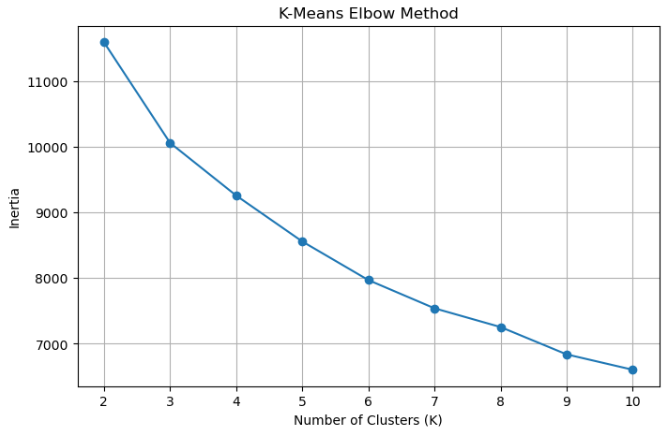 K-Means Elbow Method
11000
10000
9000
8000
7000
Inertia
2 3 4 5 6 7 8 9 10
Number of Clusters (K)